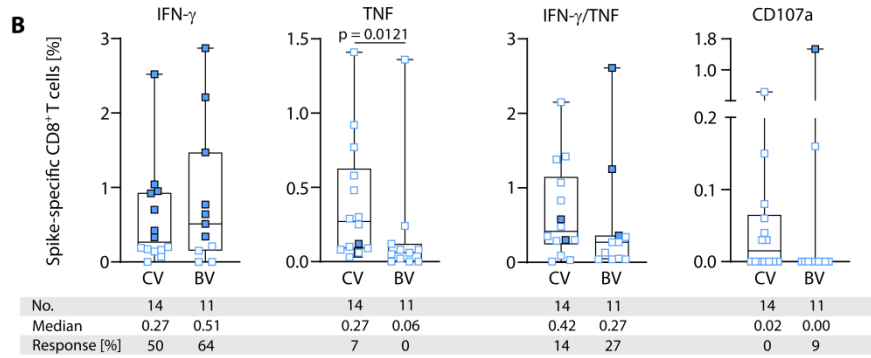 B
IFN-γ
TNF
IFN-γ/TNF
CD107a
Spike-specific CD8⁺ T cells [%]
3
2
1
0
CV BV
p = 0.0121
1.5
1.0
0.5
0.0
CV BV
3
2
1
0
CV BV
1.8
1.0
0.2
0.1
0.0
CV BV
No. 14 11 14 11 14 11 14 11
Median 0.27 0.51 0.27 0.06 0.42 0.27 0.02 0.00
Response [%] 50 64 7 0 14 27 0 9